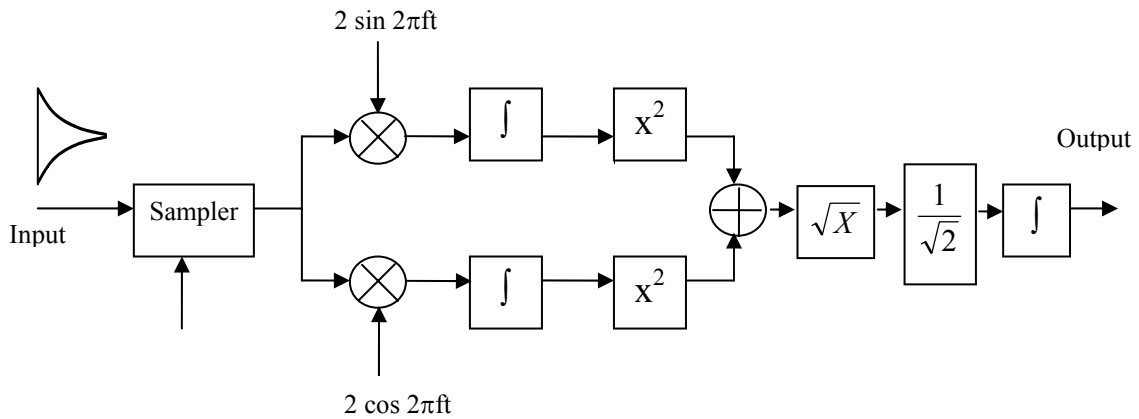 2 sin 2πft
∫
x²
Output
Input
Sampler
√X
1/√2
∫
∫
x²
2 cos 2πft